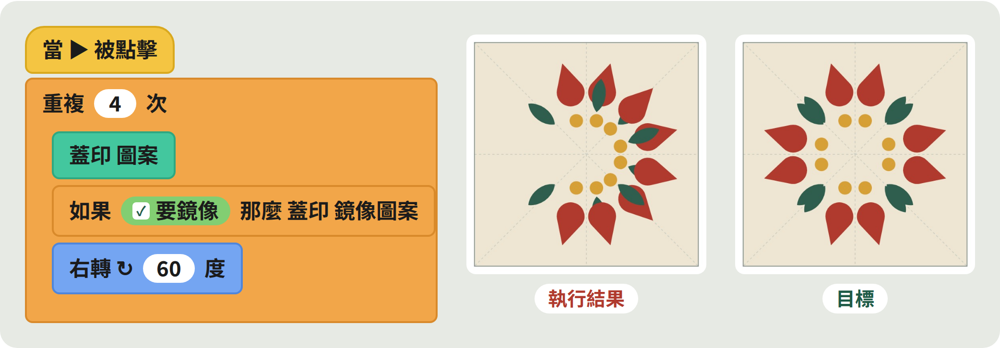 當 ▶ 被點擊
重複 4 次
蓋印 圖案
如果 ✓ 要鏡像 那麼 蓋印 鏡像圖案
右轉 ↻ 60 度
執行結果
目標